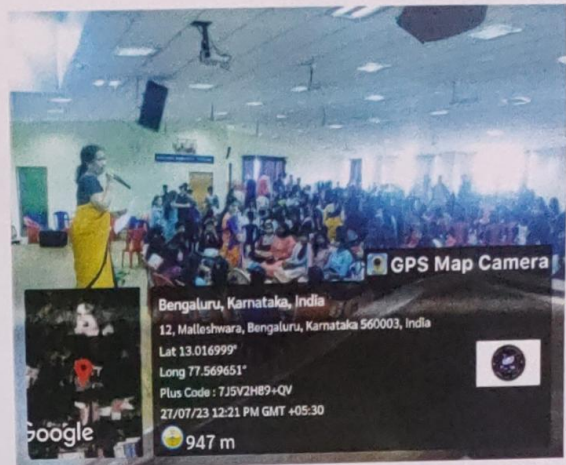 GPS Map Camera
Bengaluru, Karnataka, India
12, Malleshwara, Bengaluru, Karnataka 560003, India
Lat 13.016999°
Long 77.569651°
Plus Code : 7J5V2H89+QV
27/07/23 12:21 PM GMT +05:30
947 m
Google